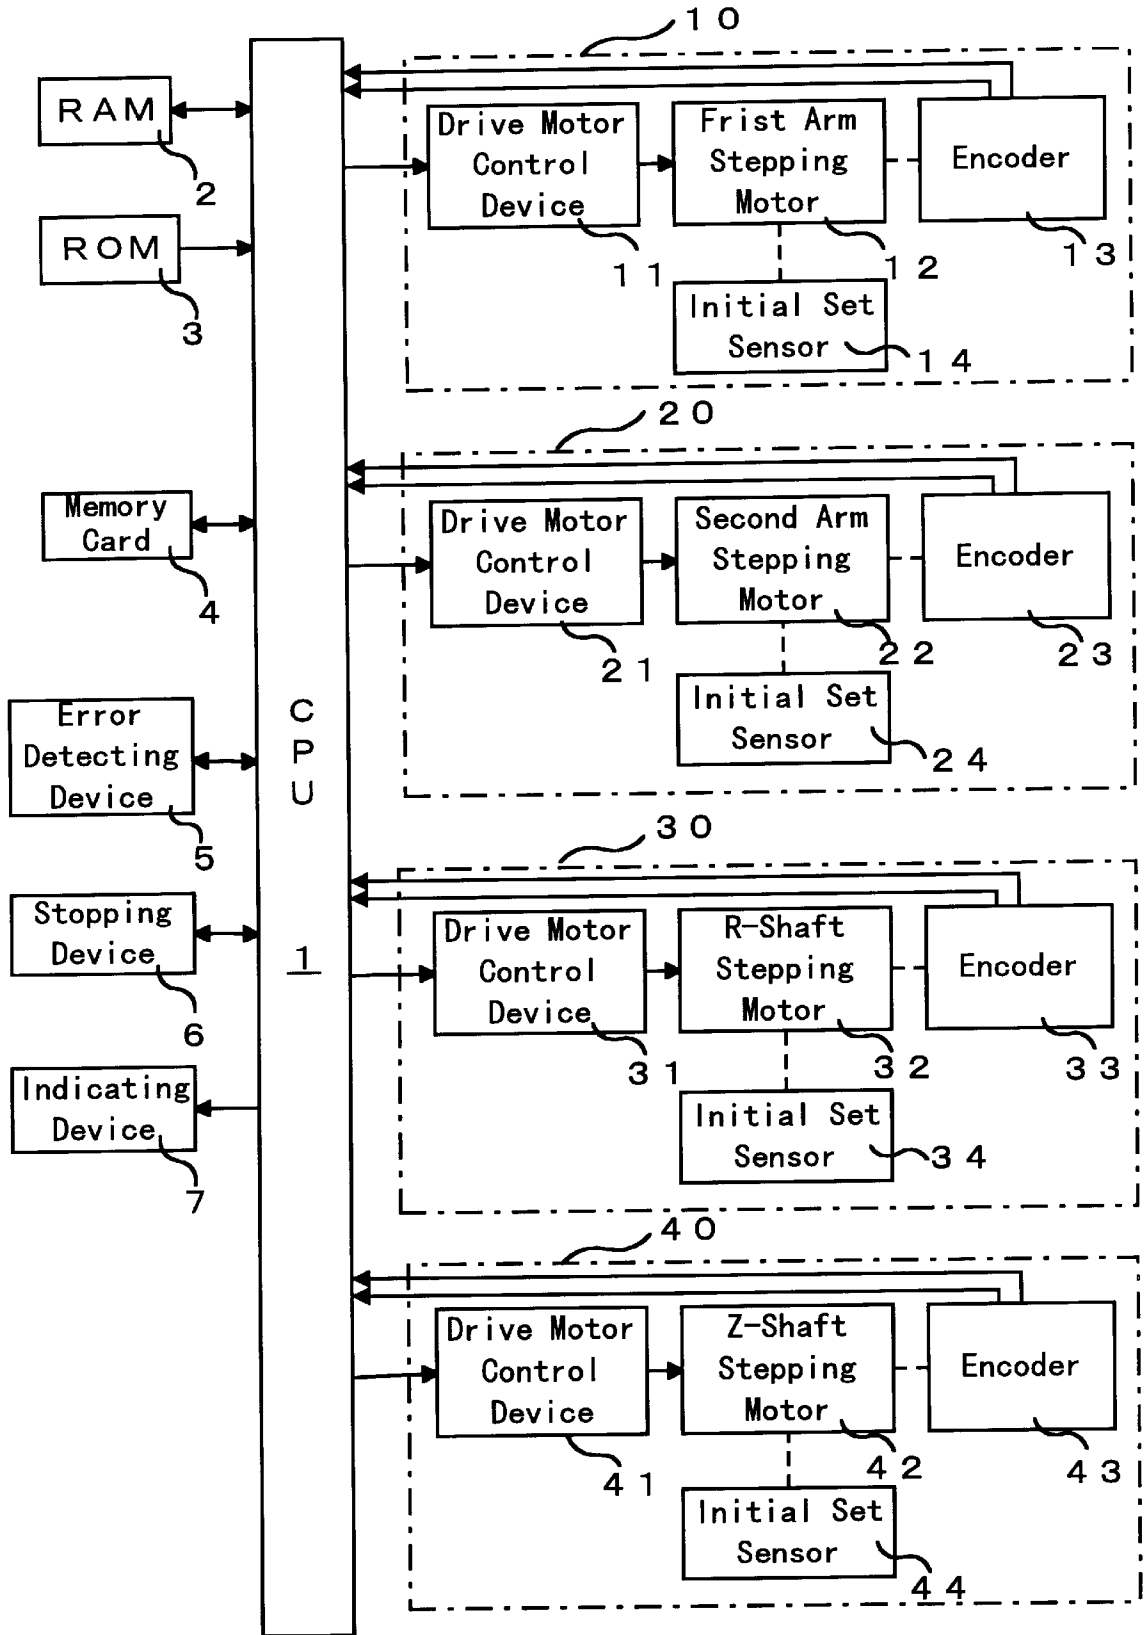 10
RAM
2
ROM
3
Memory
Card
4
Error
Detecting
Device
5
Stopping
Device
6
Indicating
Device
7
C
P
U
1
Drive Motor
Control
Device
11
Frist Arm
Stepping
Motor
12
Encoder
13
Initial Set
Sensor
14
20
Drive Motor
Control
Device
21
Second Arm
Stepping
Motor
22
Encoder
23
Initial Set
Sensor
24
30
Drive Motor
Control
Device
31
R-Shaft
Stepping
Motor
32
Encoder
33
Initial Set
Sensor
34
40
Drive Motor
Control
Device
41
Z-Shaft
Stepping
Motor
42
Encoder
43
Initial Set
Sensor
44